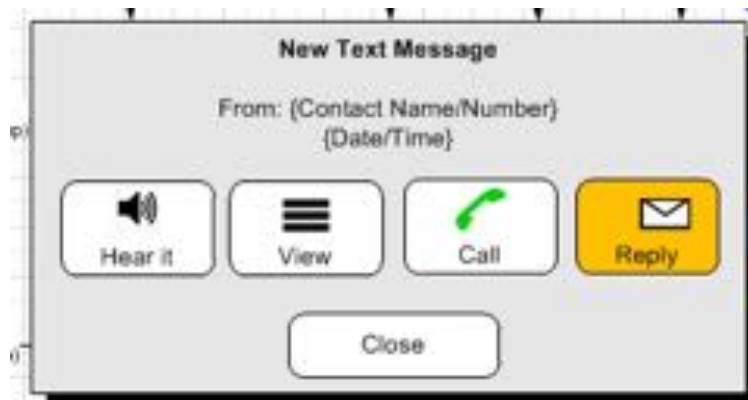 New Text Message
From: {Contact Name/Number}
{Date/Time}
Hear it
View
Call
Reply
Close